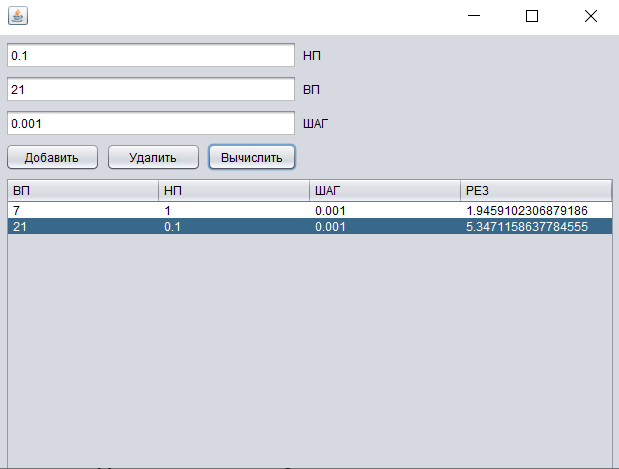 0.1 НП
21 ВП
0.001 ШАГ
Добавить Удалить Вычислить
ВП НП ШАГ РЕЗ
7 1 0.001 1.9459102306879186
21 0.1 0.001 5.3471158637784555